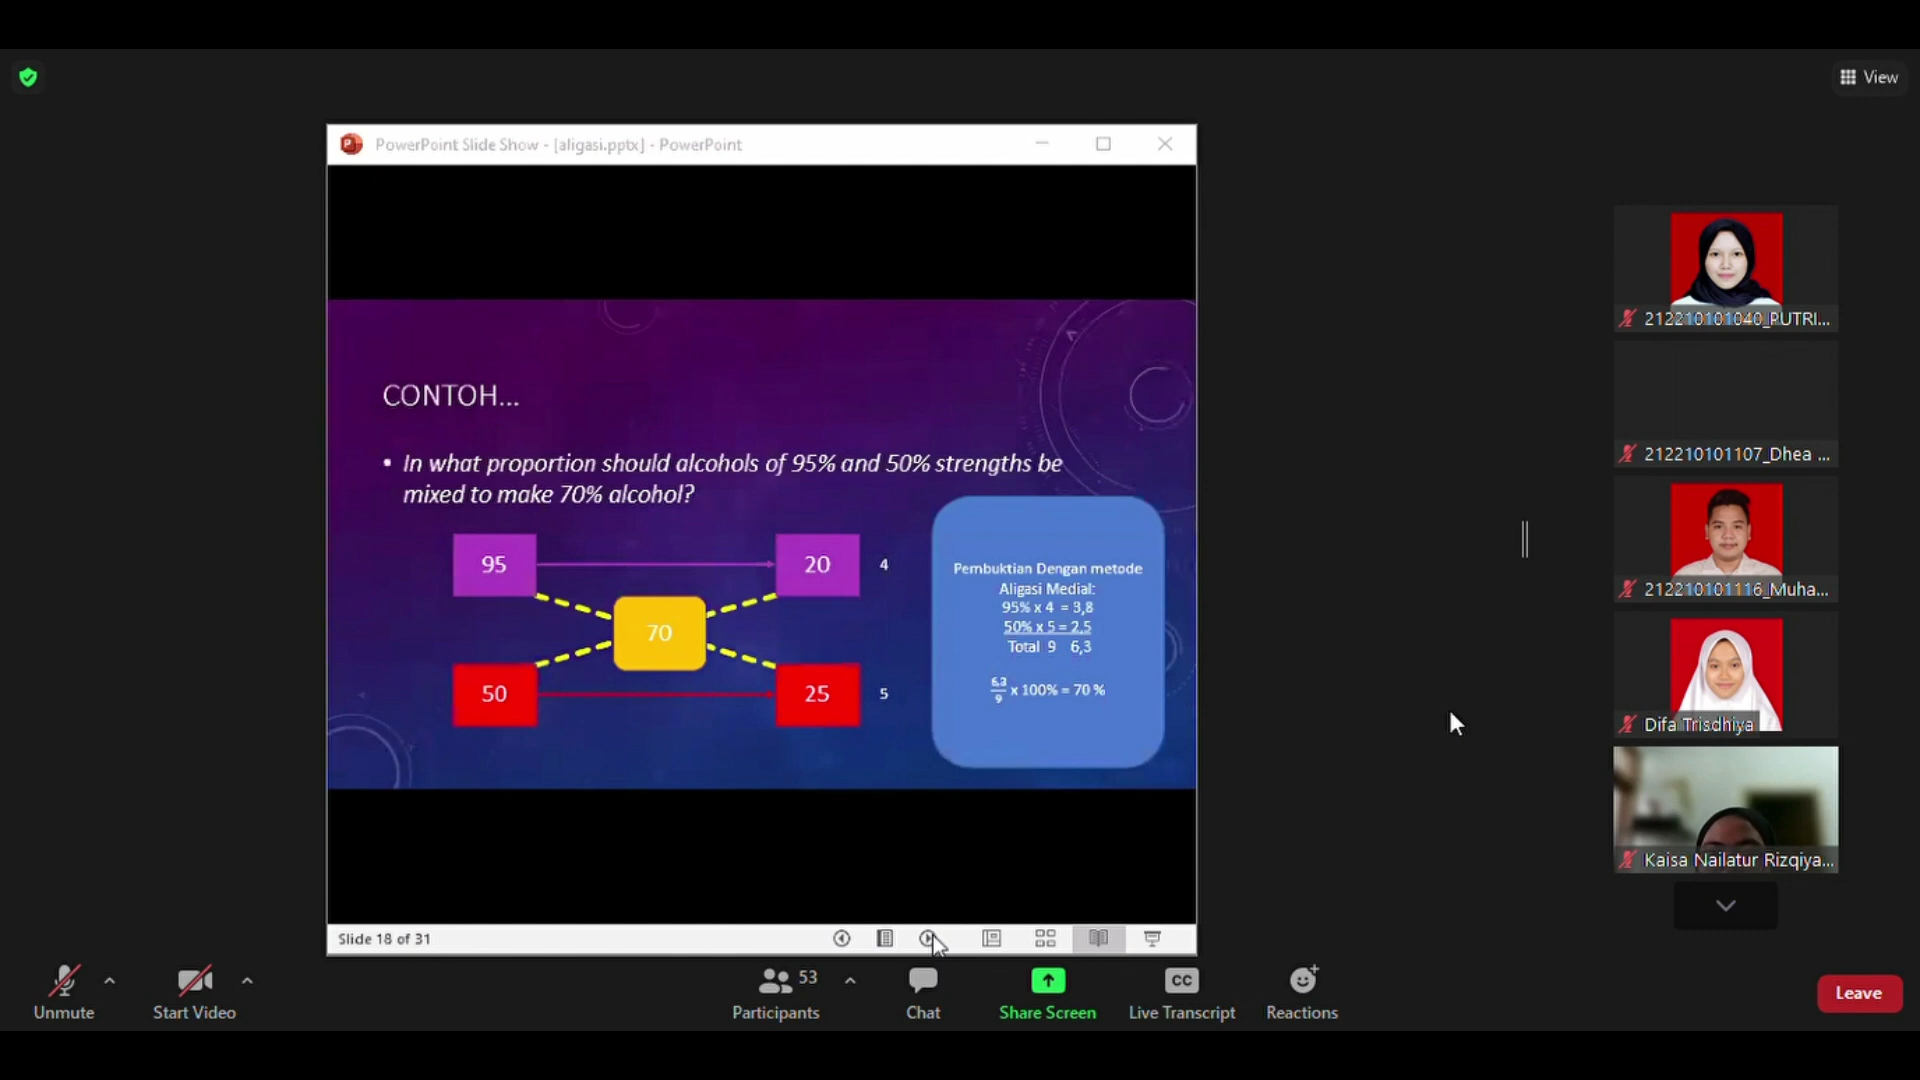 View
PowerPoint Slide Show - [aligasi.pptx] - PowerPoint
CONTOH...
• In what proportion should alcohols of 95% and 50% strengths be
mixed to make 70% alcohol?
95
20
4
70
50
25
5
Pembuktian Dengan metode
Aligasi Medial:
95% x 4 = 3,8
50% x 5 = 2,5
Total 9 6,3
6,3
9
x 100% = 70 %
Slide 18 of 31
212210101040_PUTRI...
212210101107_Dhea ...
212210101116_Muha...
Difa Trisdhiya
Kaisa Nailatur Rizqiya...
Unmute
Start Video
53
Participants
Chat
Share Screen
CC
Live Transcript
Reactions
Leave